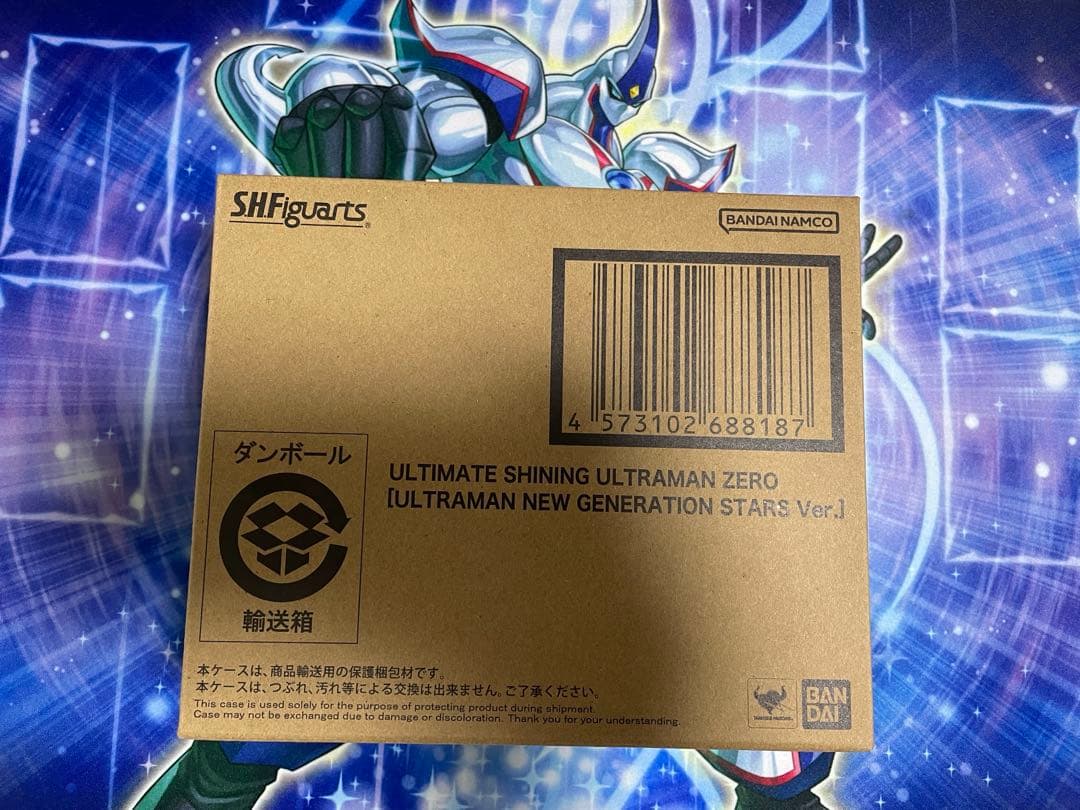 S.H.Figuarts®
BANDAI NAMCO
4 573102 688187
ULTIMATE SHINING ULTRAMAN ZERO
[ULTRAMAN NEW GENERATION STARS Ver.]
ダンボール
輸送箱
本ケースは、商品輸送用の保護梱包材です。
本ケースは、つぶれ、汚れ等による交換は出来ません。ご了承ください。
This case is used solely for the purpose of protecting product during shipment.
Case may not be exchanged due to damage or discoloration. Thank you for your understanding.
BAN
DAI